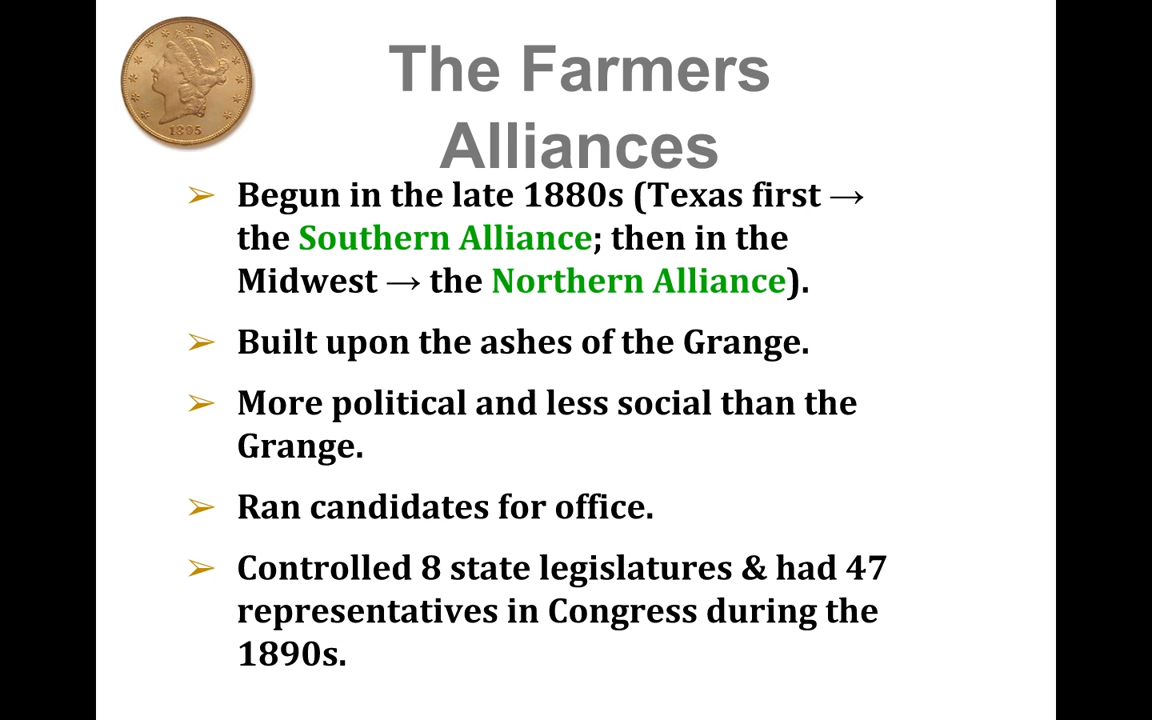 1895
The Farmers
Alliances
➢ Begun in the late 1880s (Texas first →
the Southern Alliance; then in the
Midwest → the Northern Alliance).
➢ Built upon the ashes of the Grange.
➢ More political and less social than the
Grange.
➢ Ran candidates for office.
➢ Controlled 8 state legislatures & had 47
representatives in Congress during the
1890s.